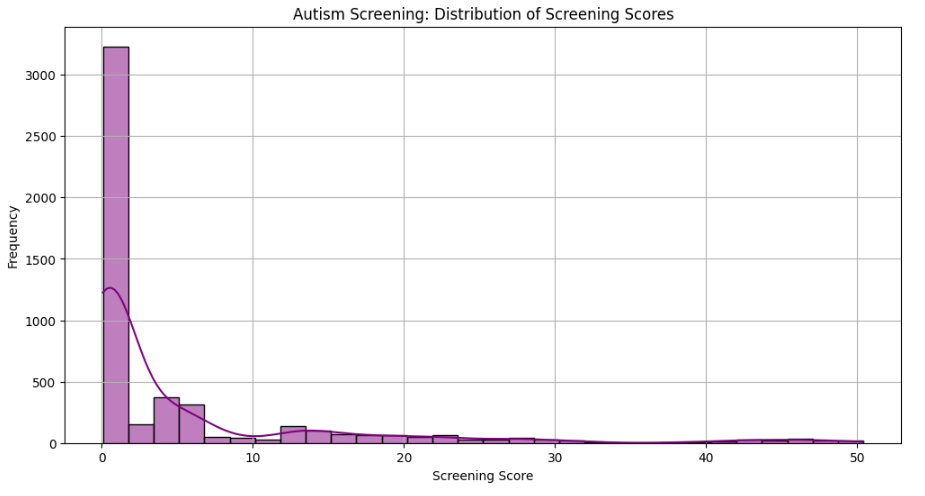 Autism Screening: Distribution of Screening Scores
3000
2500
2000
1500
1000
500
0
Frequency
0 10 20 30 40 50
Screening Score